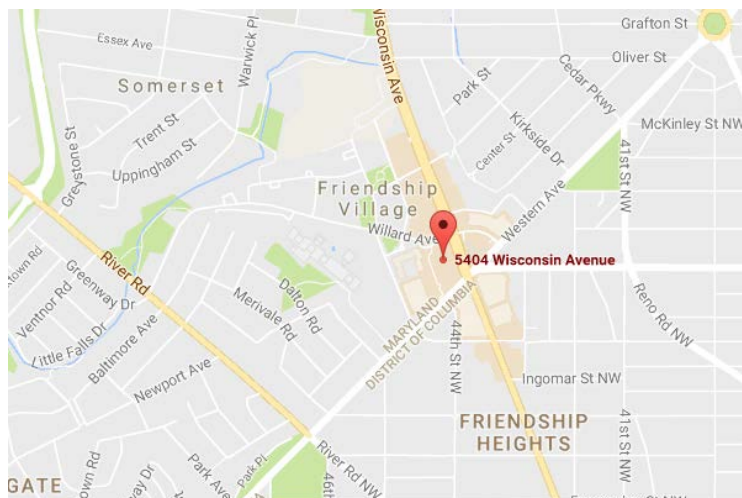 Grafton St
Essex Ave
Warwick Pl
Wisconsin Ave
Oliver St
Somerset
Park St
Cedar Pkwy
Kirkside Dr
McKinley St NW
Trent St
Greystone St
Uppingham St
Center St
41st St NW
Friendship
Village
Western Ave
Willard Ave
5404 Wisconsin Avenue
River Rd
Greenway Dr
Ventnor Rd
Dalton Rd
Merivale Rd
MARYLAND
DISTRICT OF COLUMBIA
Reno Rd NW
Little Falls Dr
Baltimore Ave
44th St NW
Newport Ave
Ingomar St NW
FRIENDSHIP
HEIGHTS
41st St NW
Park Pl
River Rd NW
Park Ave
46th
GATE